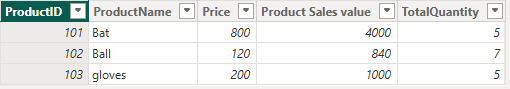 ProductID ProductName Price Product Sales value TotalQuantity
101 Bat 800 4000 5
102 Ball 120 840 7
103 gloves 200 1000 5